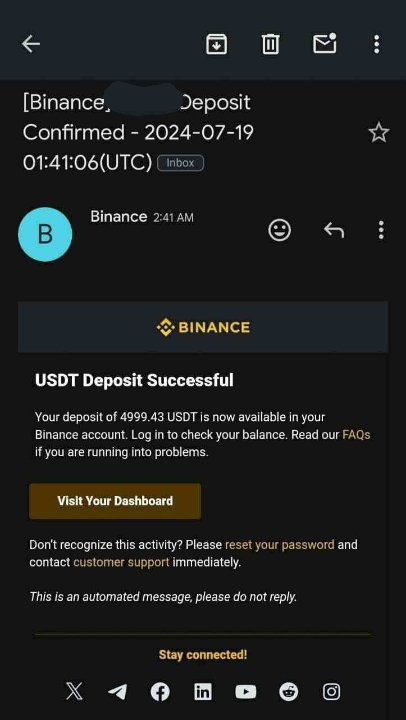 [Binance] Deposit
Confirmed - 2024-07-19
01:41:06(UTC) Inbox
B
Binance 2:41 AM
BINANCE
USDT Deposit Successful
Your deposit of 4999.43 USDT is now available in your
Binance account. Log in to check your balance. Read our FAQs
if you are running into problems.
Visit Your Dashboard
Don't recognize this activity? Please reset your password and
contact customer support immediately.
This is an automated message, please do not reply.
Stay connected!